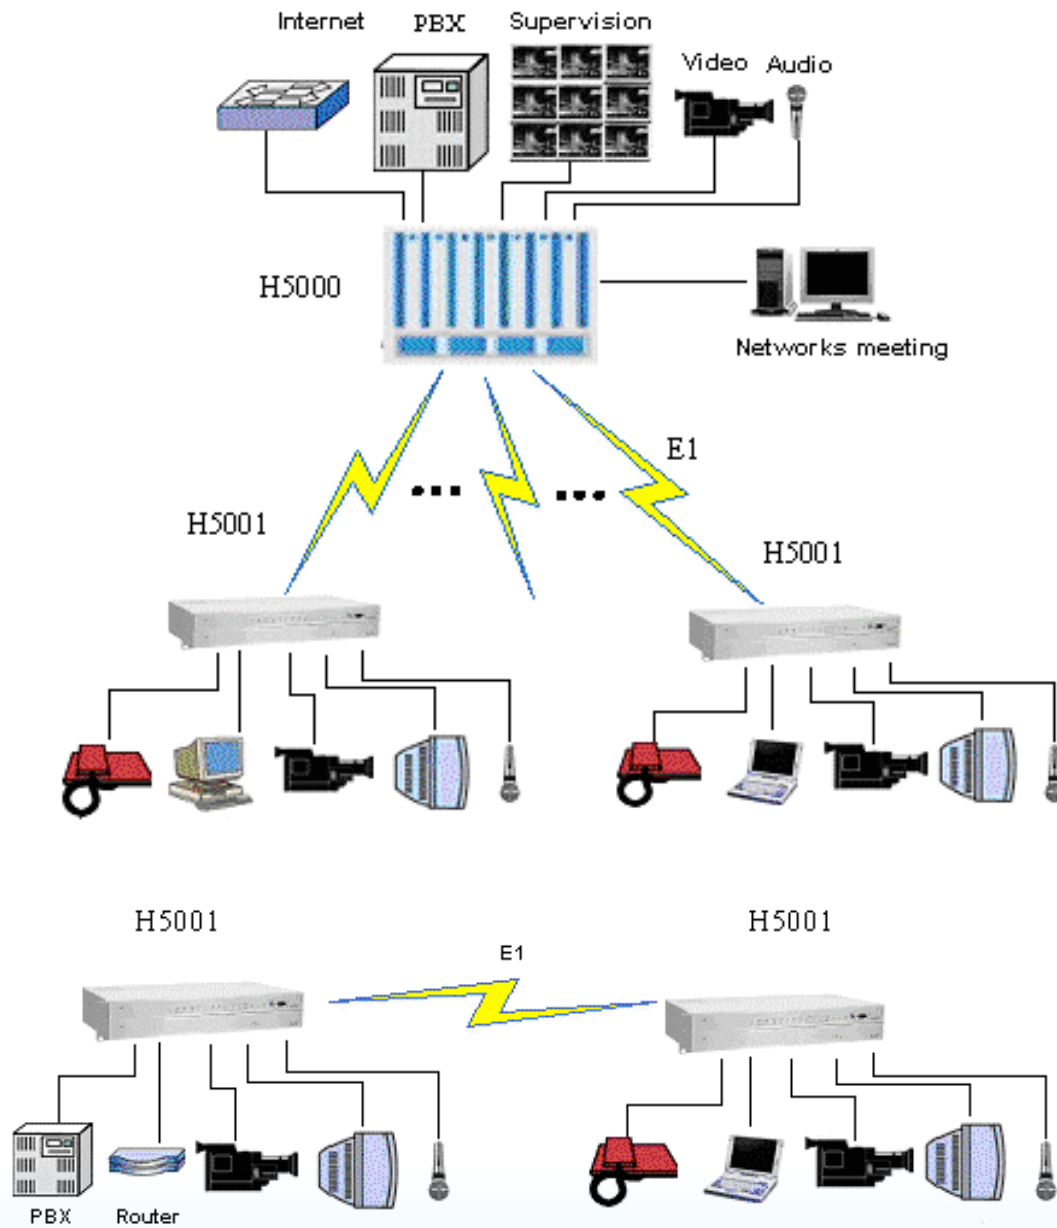 Internet PBX Supervision
Video Audio
H5000
Networks meeting
E1
H5001
H5001
H5001 H5001
E1
PBX Router